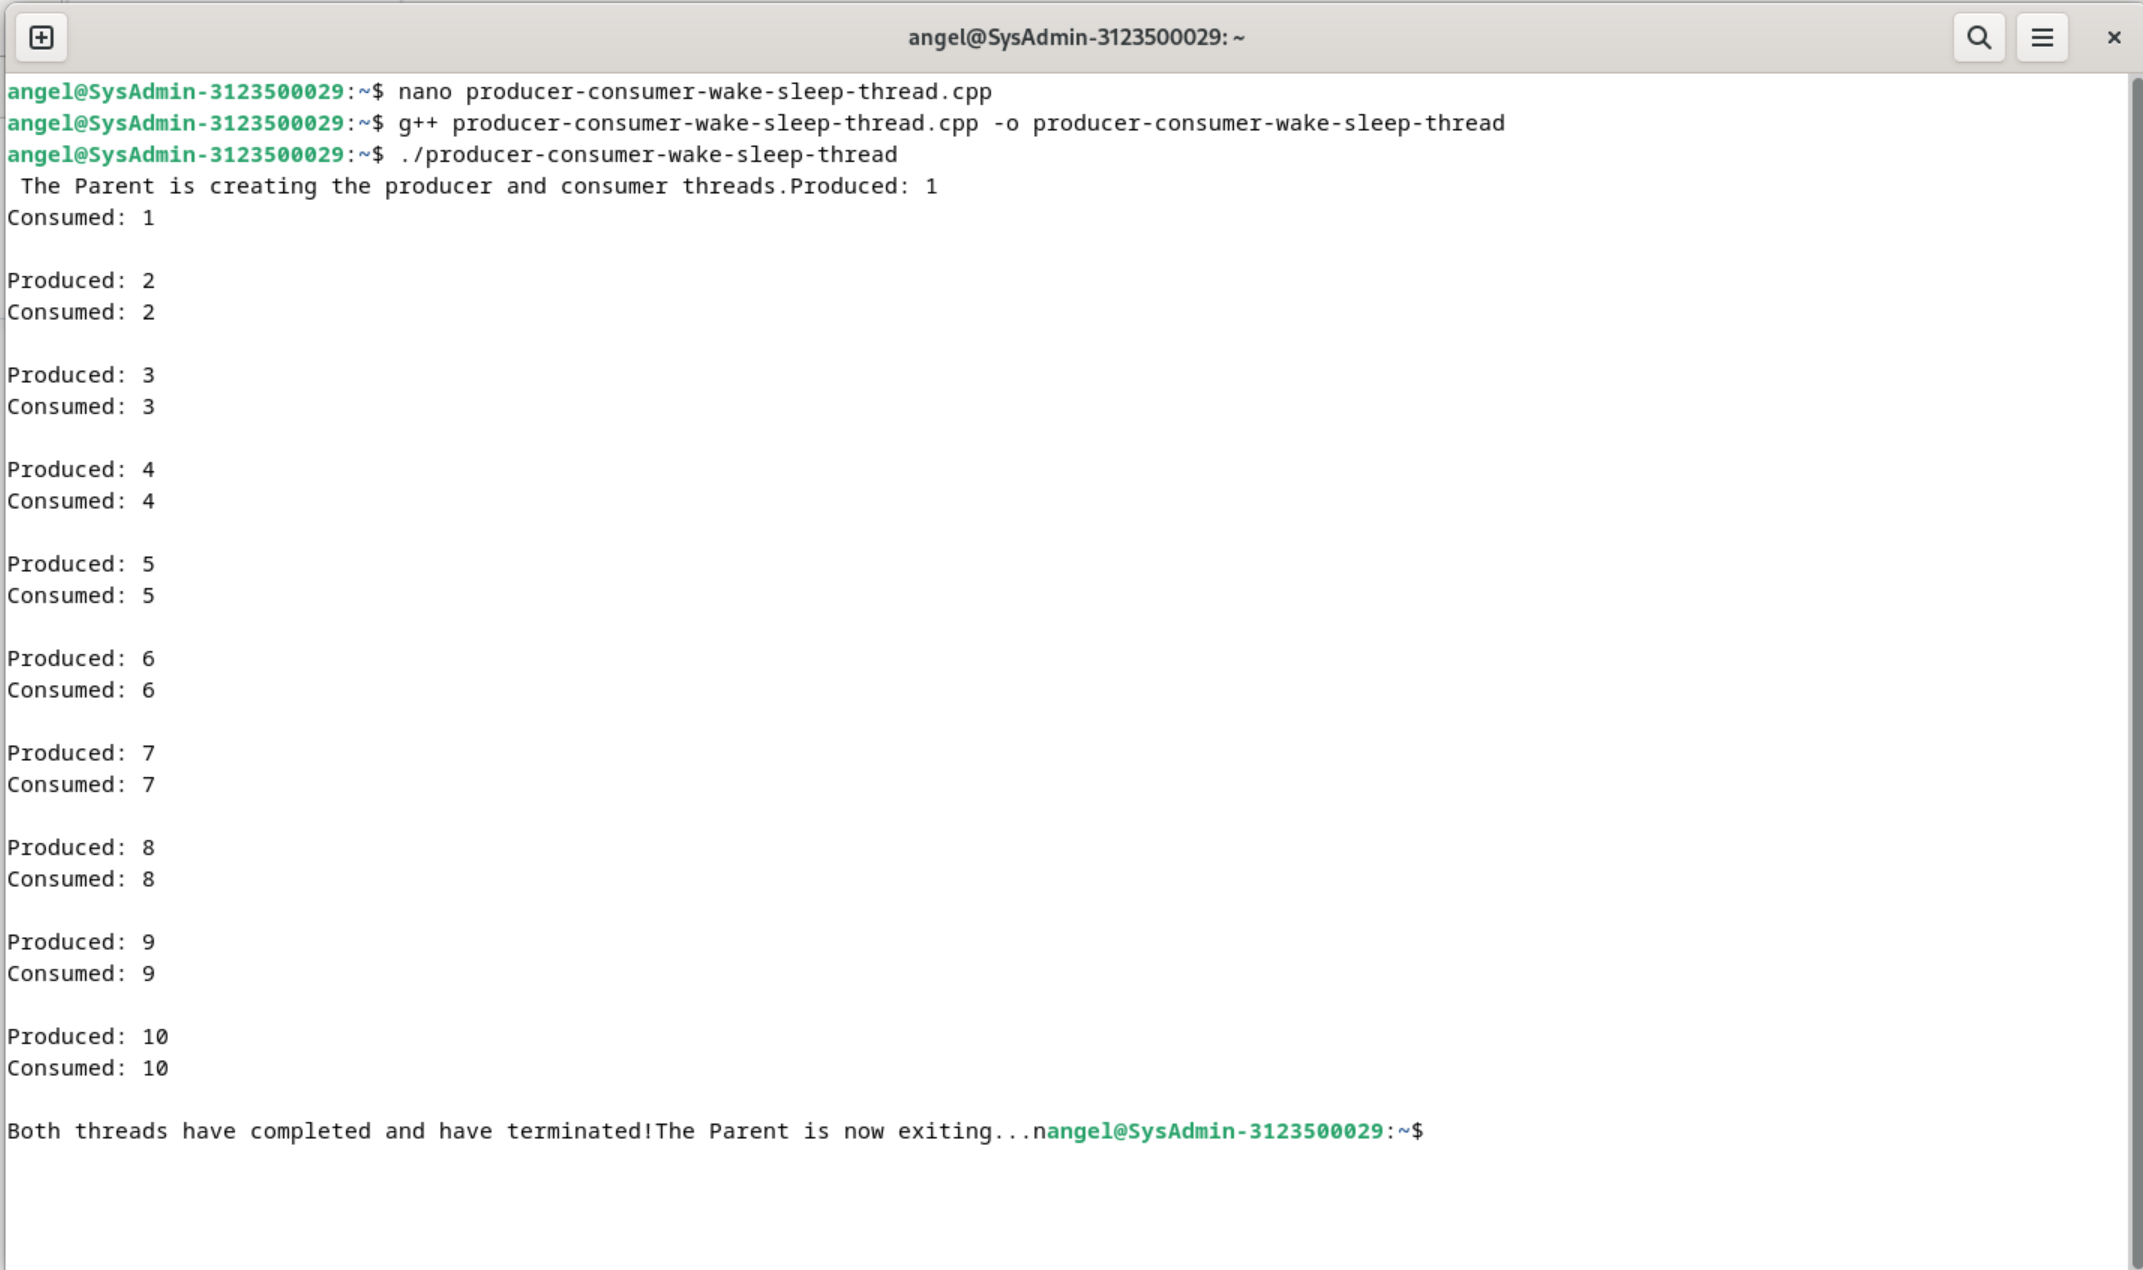 angel@SysAdmin-3123500029: ~
angel@SysAdmin-3123500029:~$ nano producer-consumer-wake-sleep-thread.cpp
angel@SysAdmin-3123500029:~$ g++ producer-consumer-wake-sleep-thread.cpp -o producer-consumer-wake-sleep-thread
angel@SysAdmin-3123500029:~$ ./producer-consumer-wake-sleep-thread
 The Parent is creating the producer and consumer threads.Produced: 1
Consumed: 1

Produced: 2
Consumed: 2

Produced: 3
Consumed: 3

Produced: 4
Consumed: 4

Produced: 5
Consumed: 5

Produced: 6
Consumed: 6

Produced: 7
Consumed: 7

Produced: 8
Consumed: 8

Produced: 9
Consumed: 9

Produced: 10
Consumed: 10

Both threads have completed and have terminated!The Parent is now exiting...nangel@SysAdmin-3123500029:~$